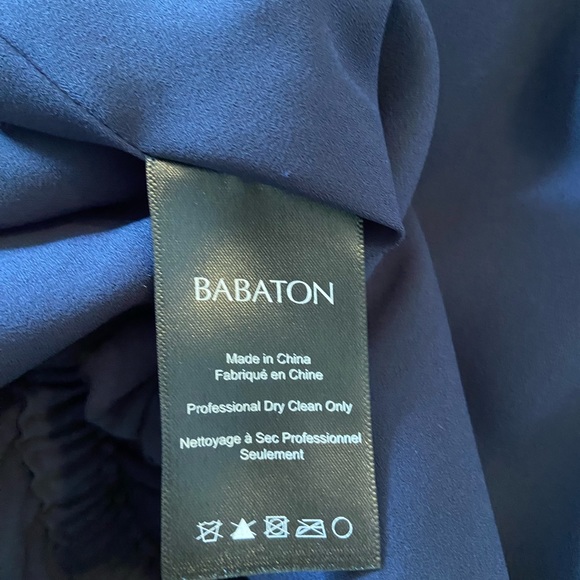 BABATON
Made in China
Fabriqué en Chine
Professional Dry Clean Only
Nettoyage à Sec Professionnel
Seulement